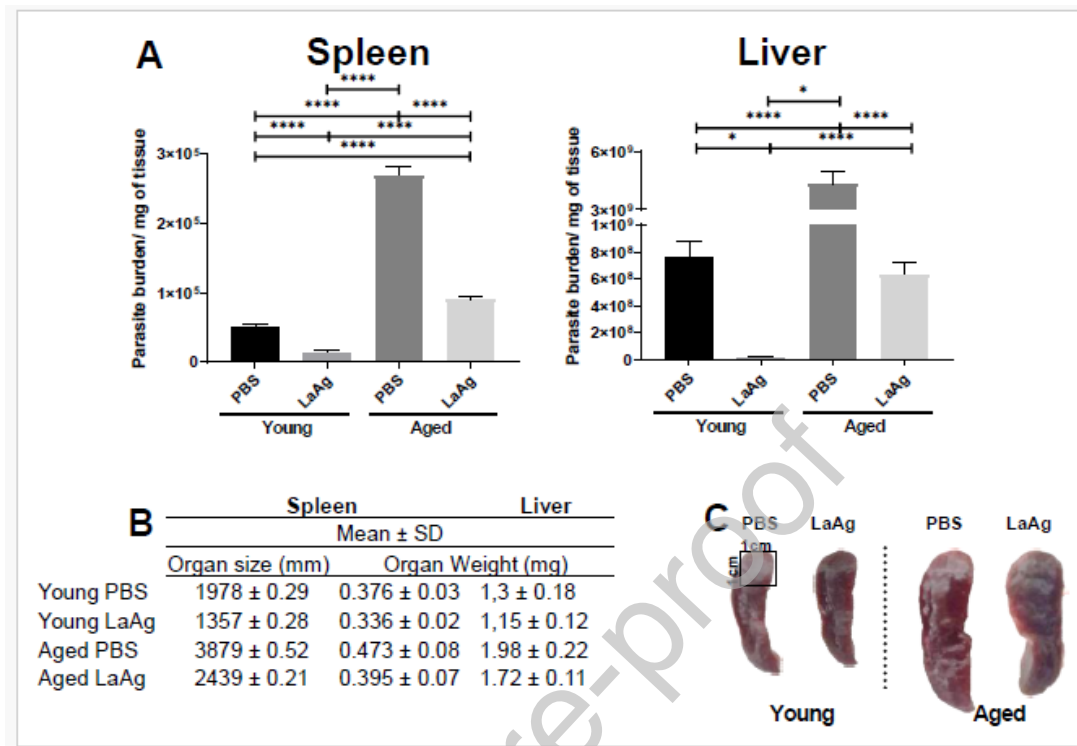 A
Spleen
Liver
****
****
****
****
****
****
Parasite burden/ mg of tissue
3×10⁵
2×10⁵
1×10⁵
0
PBS
LaAg
PBS
LaAg
Young
Aged
*
****
****
*
****
Parasite burden/ mg of tissue
6×10⁹
3×10⁹
1×10⁹
8×10⁸
6×10⁸
4×10⁸
2×10⁸
0
PBS
LaAg
PBS
LaAg
Young
Aged
B
Spleen Liver
Mean ± SD
Organ size (mm) Organ Weight (mg)
Young PBS 1978 ± 0.29 0.376 ± 0.03 1,3 ± 0.18
Young LaAg 1357 ± 0.28 0.336 ± 0.02 1,15 ± 0.12
Aged PBS 3879 ± 0.52 0.473 ± 0.08 1.98 ± 0.22
Aged LaAg 2439 ± 0.21 0.395 ± 0.07 1.72 ± 0.11
C
PBS LaAg PBS LaAg
1cm
1cm
Young Aged
re-proof